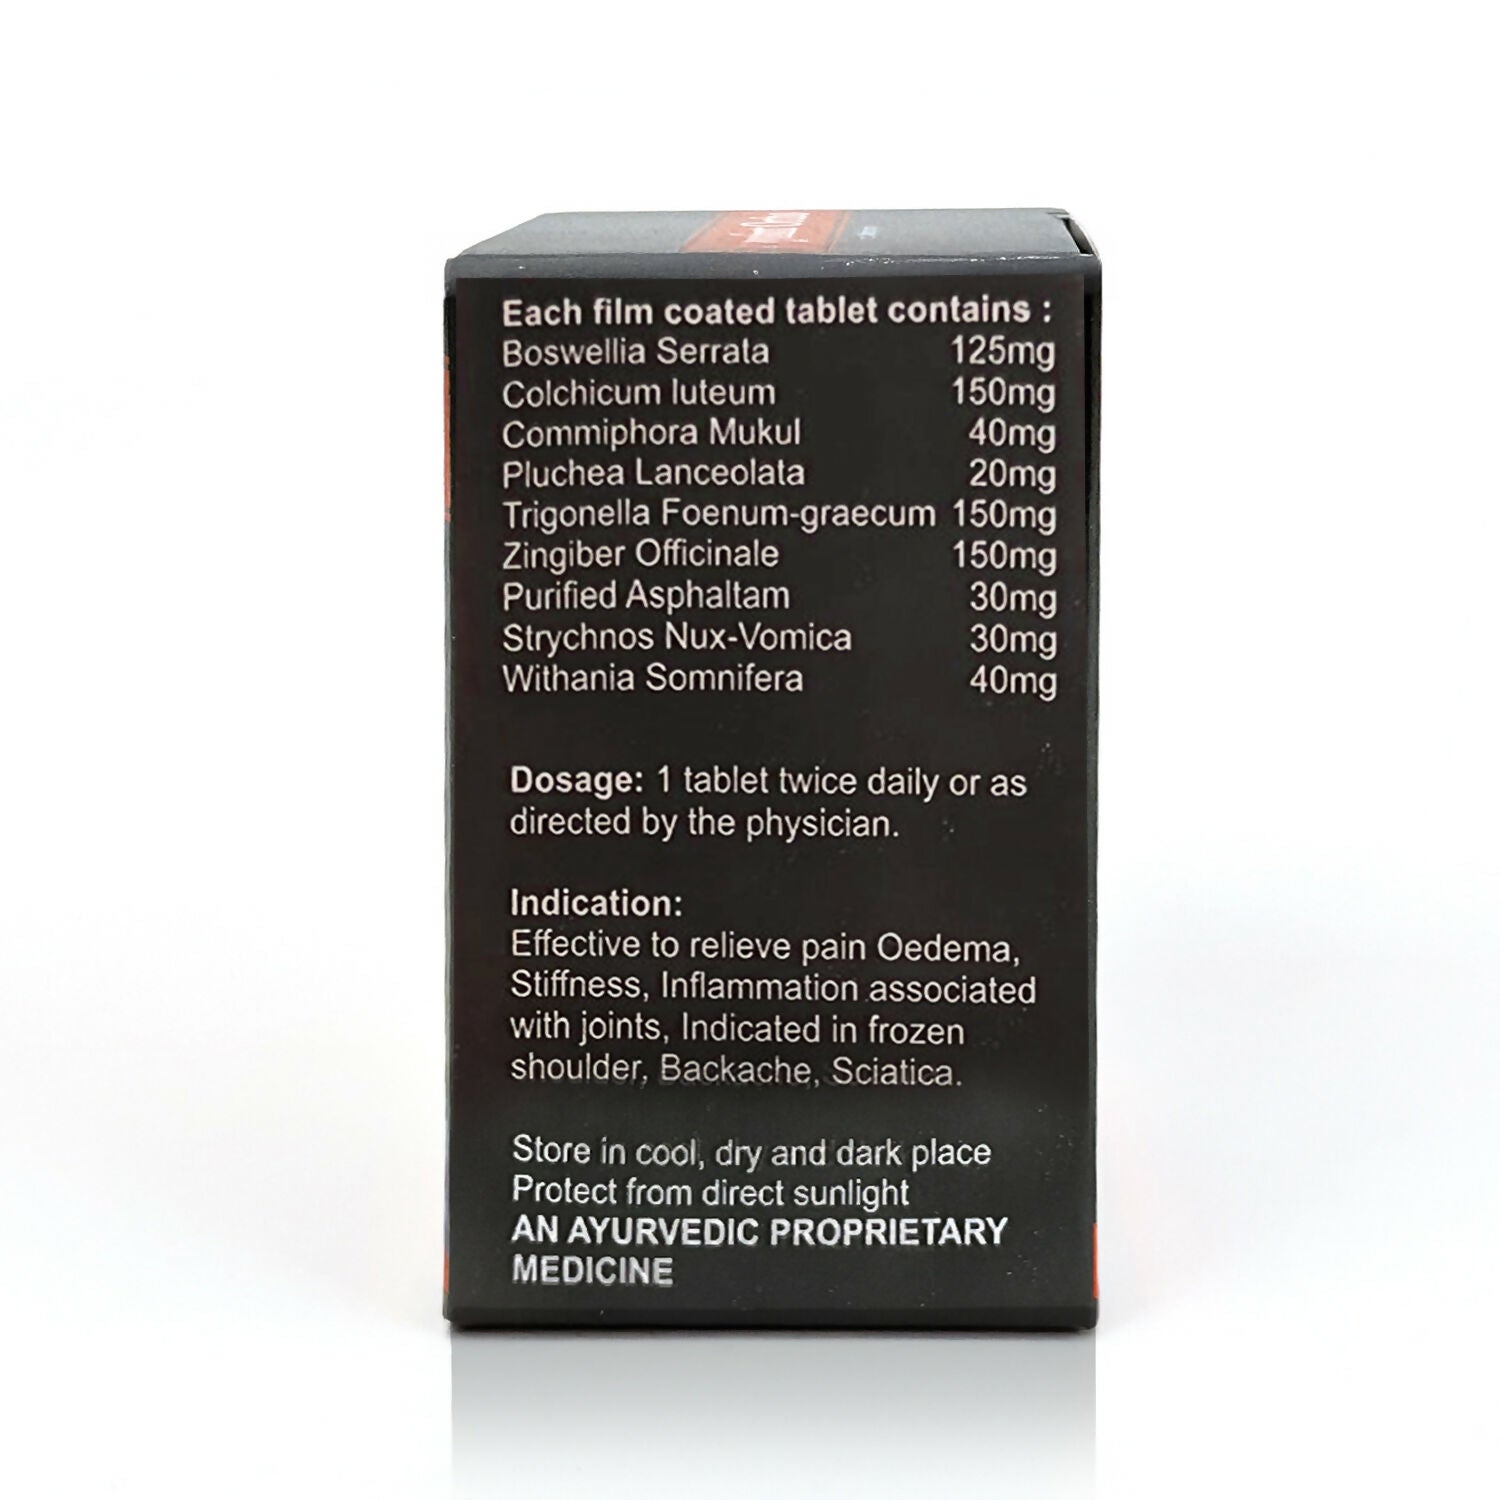 Each film coated tablet contains :
Boswellia Serrata 125mg
Colchicum luteum 150mg
Commiphora Mukul 40mg
Pluchea Lanceolata 20mg
Trigonella Foenum-graecum 150mg
Zingiber Officinale 150mg
Purified Asphaltam 30mg
Strychnos Nux-Vomica 30mg
Withania Somnifera 40mg
Dosage: 1 tablet twice daily or as
directed by the physician.
Indication:
Effective to relieve pain Oedema,
Stiffness, Inflammation associated
with joints, Indicated in frozen
shoulder, Backache, Sciatica.
Store in cool, dry and dark place
Protect from direct sunlight
AN AYURVEDIC PROPRIETARY
MEDICINE